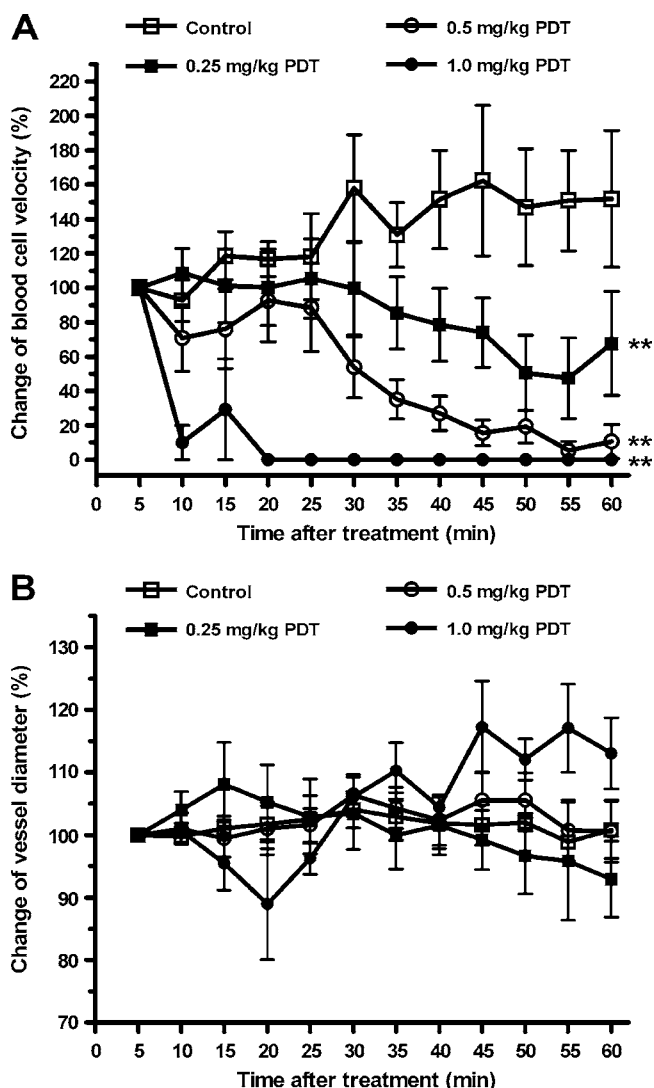 A
Control
0.5 mg/kg PDT
0.25 mg/kg PDT
1.0 mg/kg PDT
Change of blood cell velocity (%)
220
200
180
160
140
120
100
80
60
40
20
0
**
**
**
0 5 10 15 20 25 30 35 40 45 50 55 60
Time after treatment (min)
B
Control
0.5 mg/kg PDT
0.25 mg/kg PDT
1.0 mg/kg PDT
Change of vessel diameter (%)
130
120
110
100
90
80
70
0 5 10 15 20 25 30 35 40 45 50 55 60
Time after treatment (min)